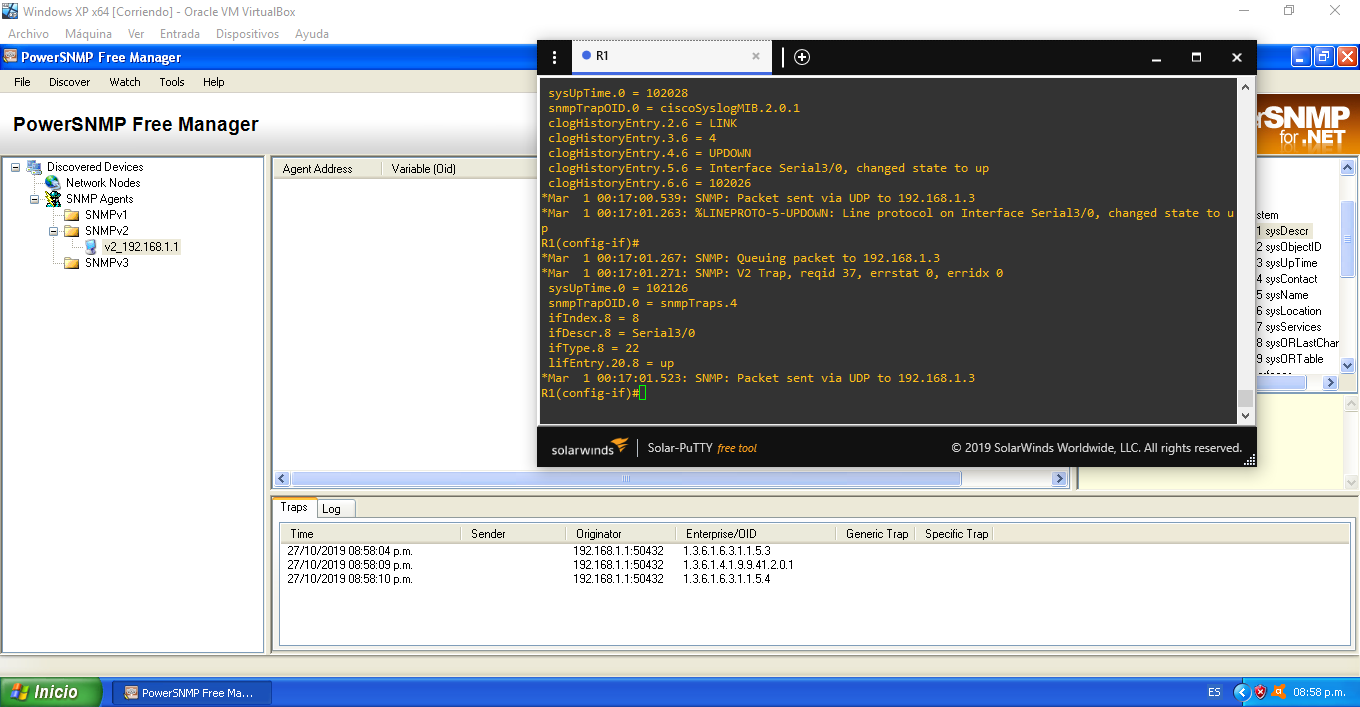 Windows XP x64 [Corriendo] - Oracle VM VirtualBox
Archivo Máquina Ver Entrada Dispositivos Ayuda
PowerSNMP Free Manager
File Discover Watch Tools Help
PowerSNMP Free Manager
SNMP
for .NET
Discovered Devices
Network Nodes
SNMP Agents
SNMPv1
SNMPv2
v2_192.168.1.1
SNMPv3
Agent Address Variable (Oid)
R1
sysUpTime.0 = 102028
snmpTrapOID.0 = ciscoSyslogMIB.2.0.1
clogHistoryEntry.2.6 = LINK
clogHistoryEntry.3.6 = 4
clogHistoryEntry.4.6 = UPDOWN
clogHistoryEntry.5.6 = Interface Serial3/0, changed state to up
clogHistoryEntry.6.6 = 102026
*Mar  1 00:17:00.539: SNMP: Packet sent via UDP to 192.168.1.3
*Mar  1 00:17:01.263: %LINEPROTO-5-UPDOWN: Line protocol on Interface Serial3/0, changed state to u
p
R1(config-if)#
*Mar  1 00:17:01.267: SNMP: Queuing packet to 192.168.1.3
*Mar  1 00:17:01.271: SNMP: V2 Trap, reqid 37, errstat 0, erridx 0
sysUpTime.0 = 102126
snmpTrapOID.0 = snmpTraps.4
ifIndex.8 = 8
ifDescr.8 = Serial3/0
ifType.8 = 22
lifEntry.20.8 = up
*Mar  1 00:17:01.523: SNMP: Packet sent via UDP to 192.168.1.3
R1(config-if)#
solarwinds Solar-PuTTY free tool © 2019 SolarWinds Worldwide, LLC. All rights reserved.
stem
1 sysDescr
2 sysObjectID
3 sysUpTime
4 sysContact
5 sysName
6 sysLocation
7 sysServices
8 sysORLastChar
9 sysORTable
Traps Log
Time Sender Originator Enterprise/OID Generic Trap Specific Trap
27/10/2019 08:58:04 p.m. 192.168.1.1:50432 1.3.6.1.6.3.1.1.5.3
27/10/2019 08:58:09 p.m. 192.168.1.1:50432 1.3.6.1.4.1.9.9.41.2.0.1
27/10/2019 08:58:10 p.m. 192.168.1.1:50432 1.3.6.1.6.3.1.1.5.4
Inicio PowerSNMP Free Ma... ES 08:58 p.m.